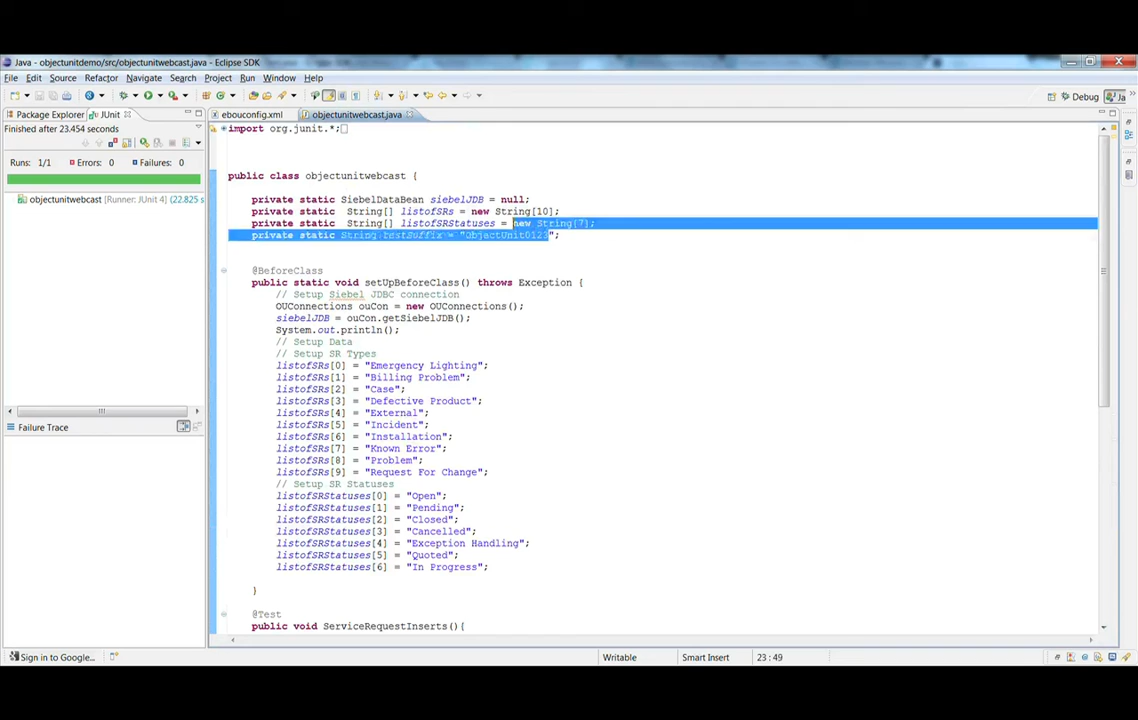 Java - objectunitdemo/src/objectunitwebcast.java - Eclipse SDK
File Edit Source Refactor Navigate Search Project Run Window Help
Debug Ja
Package Explorer JUnit
Finished after 23.454 seconds
Runs: 1/1 Errors: 0 Failures: 0
objectunitwebcast [Runner: JUnit 4] (22.825 s
Failure Trace
ebouconfig.xml objectunitwebcast.java
import org.junit.*;
public class objectunitwebcast {
private static SiebelDataBean siebelJDB = null;
private static String[] listofSRs = new String[10];
private static String[] listofSRStatuses = new String[7];
private static String testSuffix = "ObjectUnit0123";
@BeforeClass
public static void setUpBeforeClass() throws Exception {
// Setup Siebel JDBC connection
OUConnections ouCon = new OUConnections();
siebelJDB = ouCon.getSiebelJDB();
System.out.println();
// Setup Data
// Setup SR Types
listofSRs[0] = "Emergency Lighting";
listofSRs[1] = "Billing Problem";
listofSRs[2] = "Case";
listofSRs[3] = "Defective Product";
listofSRs[4] = "External";
listofSRs[5] = "Incident";
listofSRs[6] = "Installation";
listofSRs[7] = "Known Error";
listofSRs[8] = "Problem";
listofSRs[9] = "Request For Change";
// Setup SR Statuses
listofSRStatuses[0] = "Open";
listofSRStatuses[1] = "Pending";
listofSRStatuses[2] = "Closed";
listofSRStatuses[3] = "Cancelled";
listofSRStatuses[4] = "Exception Handling";
listofSRStatuses[5] = "Quoted";
listofSRStatuses[6] = "In Progress";
}
@Test
public void ServiceRequestInserts(){
Sign in to Google... Writable Smart Insert 23 : 49